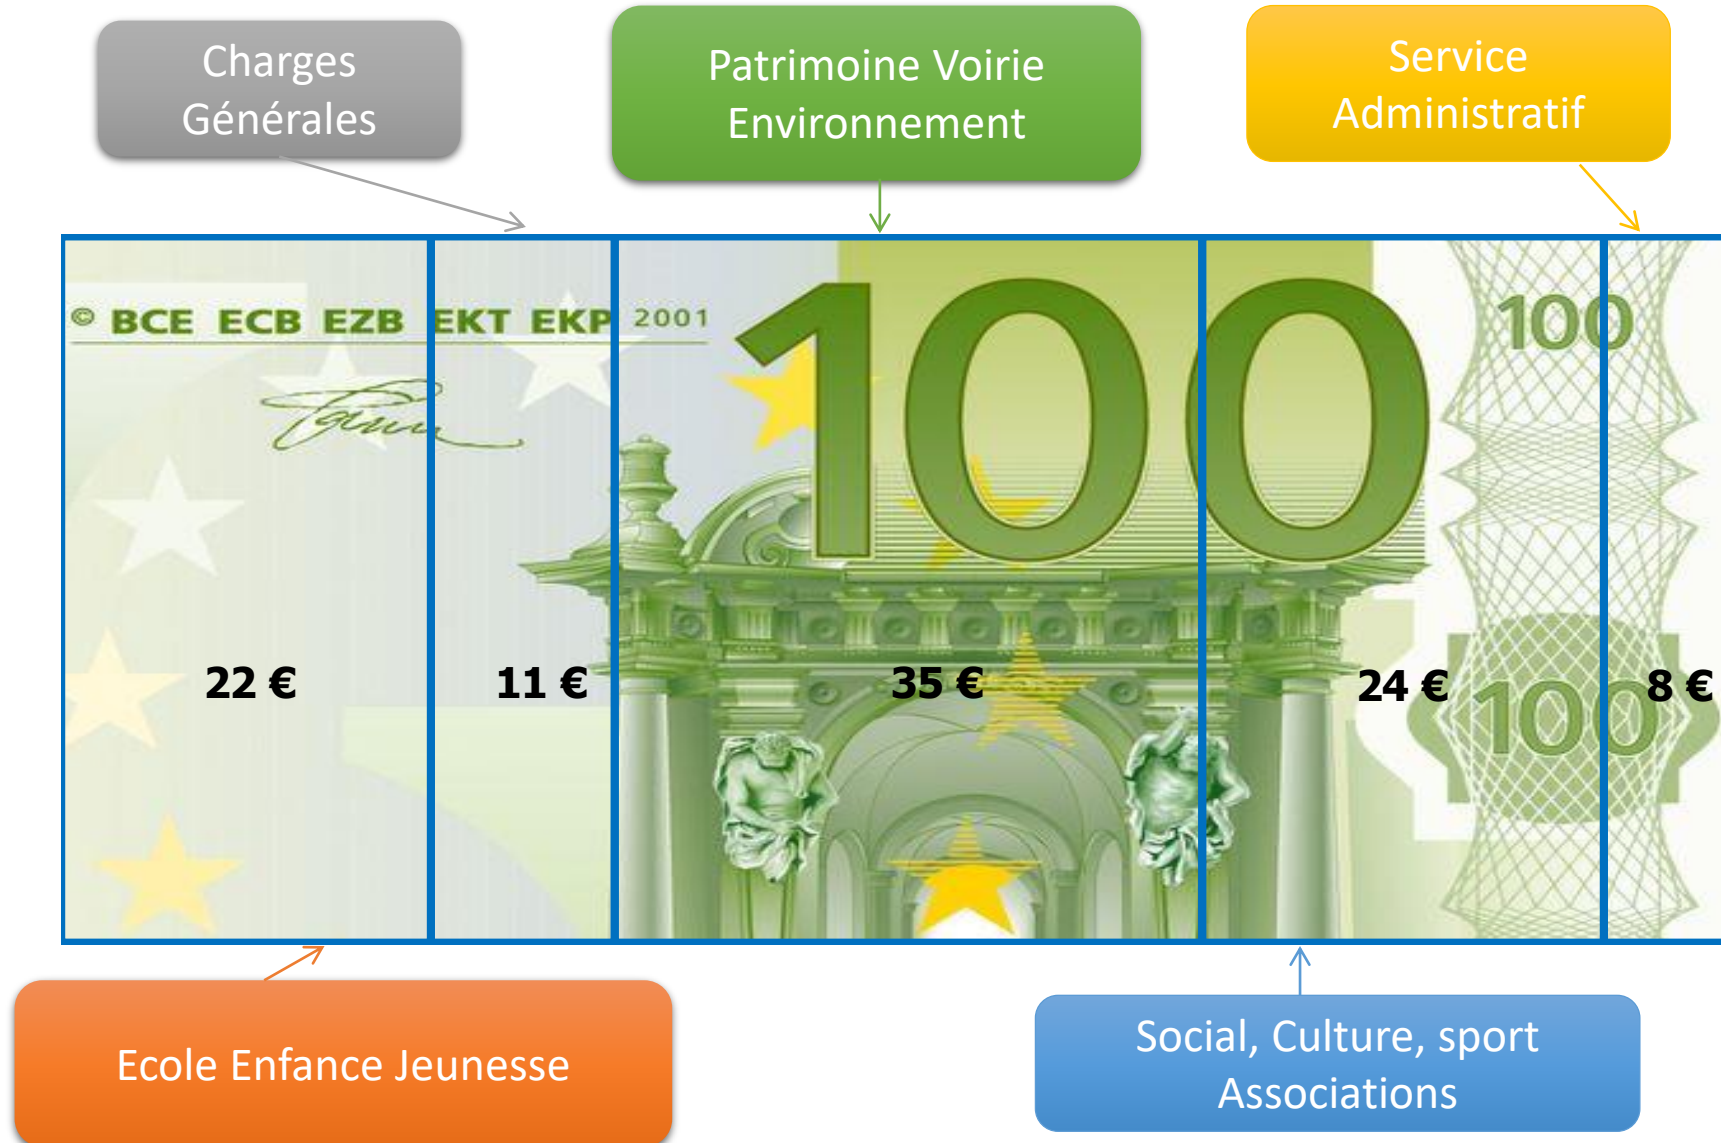 Charges
Générales
Patrimoine Voirie
Environnement
Service
Administratif
© BCE ECB EZB EKT EKP 2001
100
100
22 €
11 €
35 €
24 €
8 €
100
Ecole Enfance Jeunesse
Social, Culture, sport
Associations